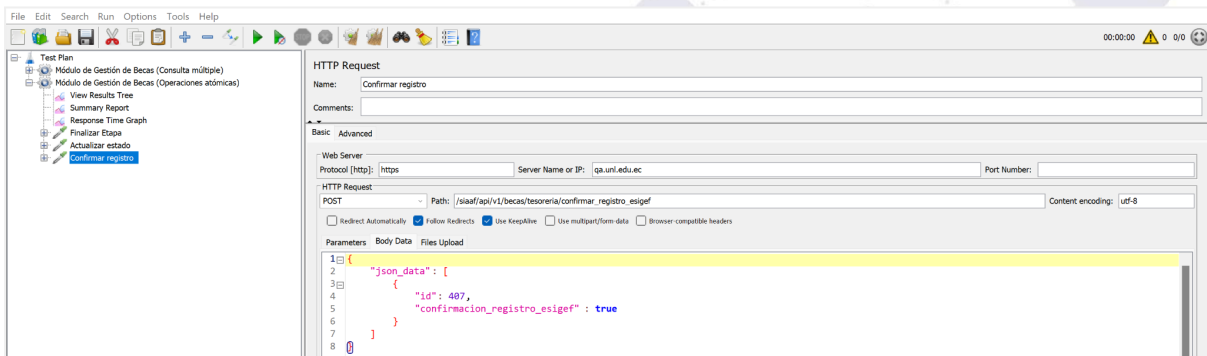 File Edit Search Run Options Tools Help
00:00:00 0 0/0
Test Plan
Módulo de Gestión de Becas (Consulta múltiple)
Módulo de Gestión de Becas (Operaciones atómicas)
View Results Tree
Summary Report
Response Time Graph
Finalizar Etapa
Actualizar estado
Confirmar registro
HTTP Request
Name: Confirmar registro
Comments:
Basic Advanced
Web Server
Protocol [http]: https Server Name or IP: qa.unl.edu.ec Port Number:
HTTP Request
POST Path: /siaaf/api/v1/becas/tesoreria/confirmar_registro_esigef Content encoding: utf-8
Redirect Automatically Follow Redirects Use KeepAlive Use multipart/form-data Browser-compatible headers
Parameters Body Data Files Upload
1 {
2 "json_data": [
3 {
4 "id": 407,
5 "confirmacion_registro_esigef" : true
6 }
7 ]
8 }